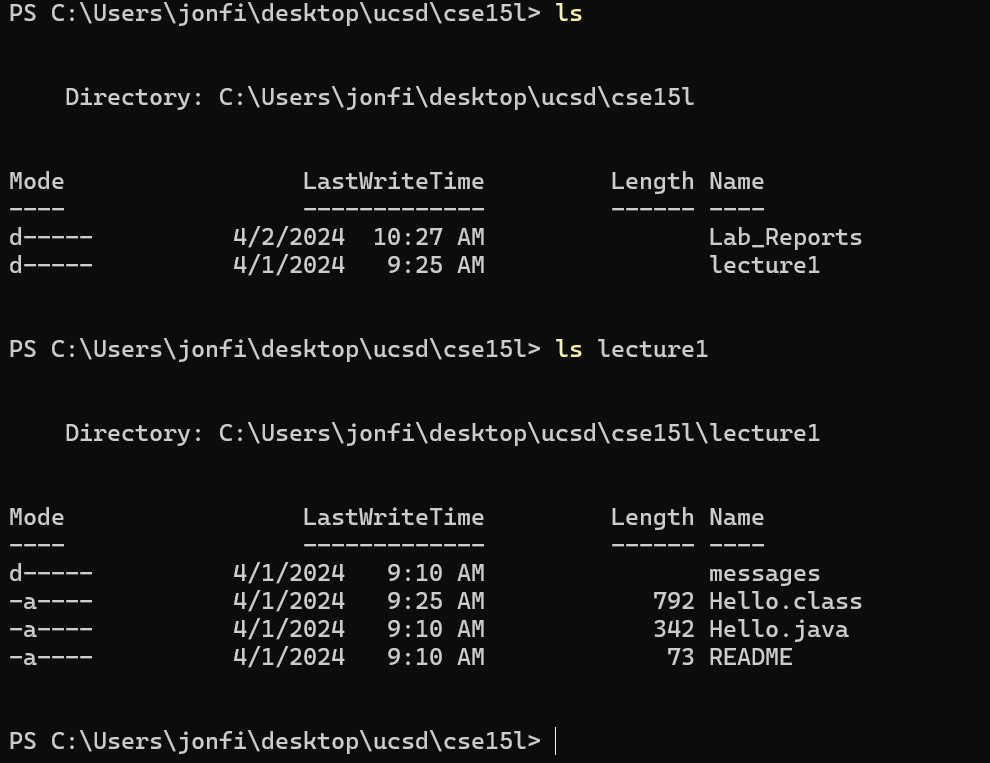 PS C:\Users\jonfi\desktop\ucsd\cse15l> ls
Directory: C:\Users\jonfi\desktop\ucsd\cse15l
Mode LastWriteTime Length Name
---- ------------- ------ ----
d----- 4/2/2024 10:27 AM Lab_Reports
d----- 4/1/2024 9:25 AM lecture1
PS C:\Users\jonfi\desktop\ucsd\cse15l> ls lecture1
Directory: C:\Users\jonfi\desktop\ucsd\cse15l\lecture1
Mode LastWriteTime Length Name
---- ------------- ------ ----
d----- 4/1/2024 9:10 AM messages
-a---- 4/1/2024 9:25 AM 792 Hello.class
-a---- 4/1/2024 9:10 AM 342 Hello.java
-a---- 4/1/2024 9:10 AM 73 README
PS C:\Users\jonfi\desktop\ucsd\cse15l>